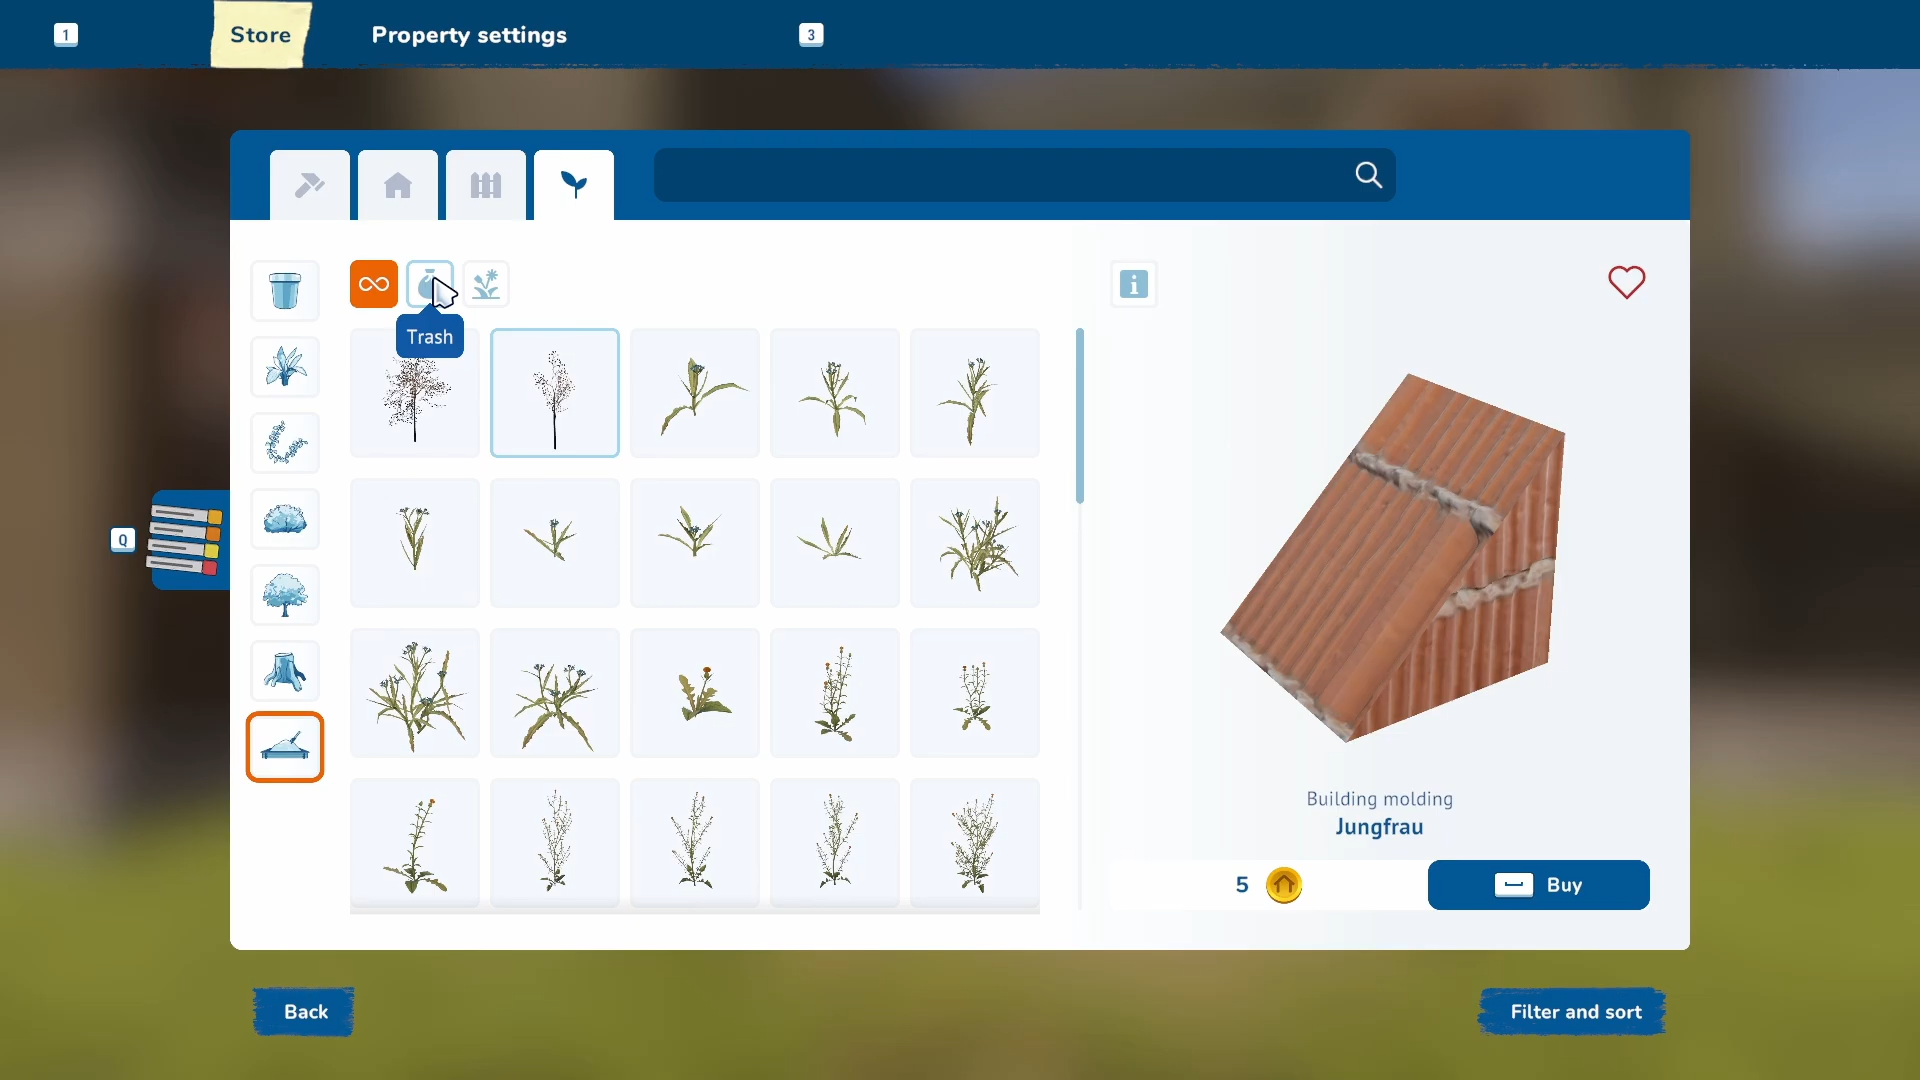 1
Store
Property settings
3
i
Trash
Q
Building molding
Jungfrau
5
Buy
Back
Filter and sort